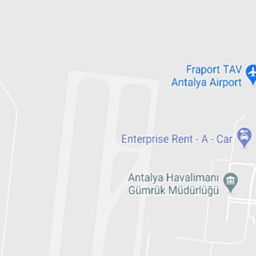 Fraport TAV
Antalya Airport
Enterprise Rent - A - Car
Antalya Havalimanı
Gümrük Müdürlüğü